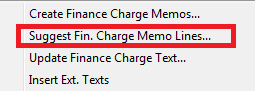 Create Finance Charge Memos...
Suggest Fin. Charge Memo Lines...
Update Finance Charge Text...
Insert Ext. Texts